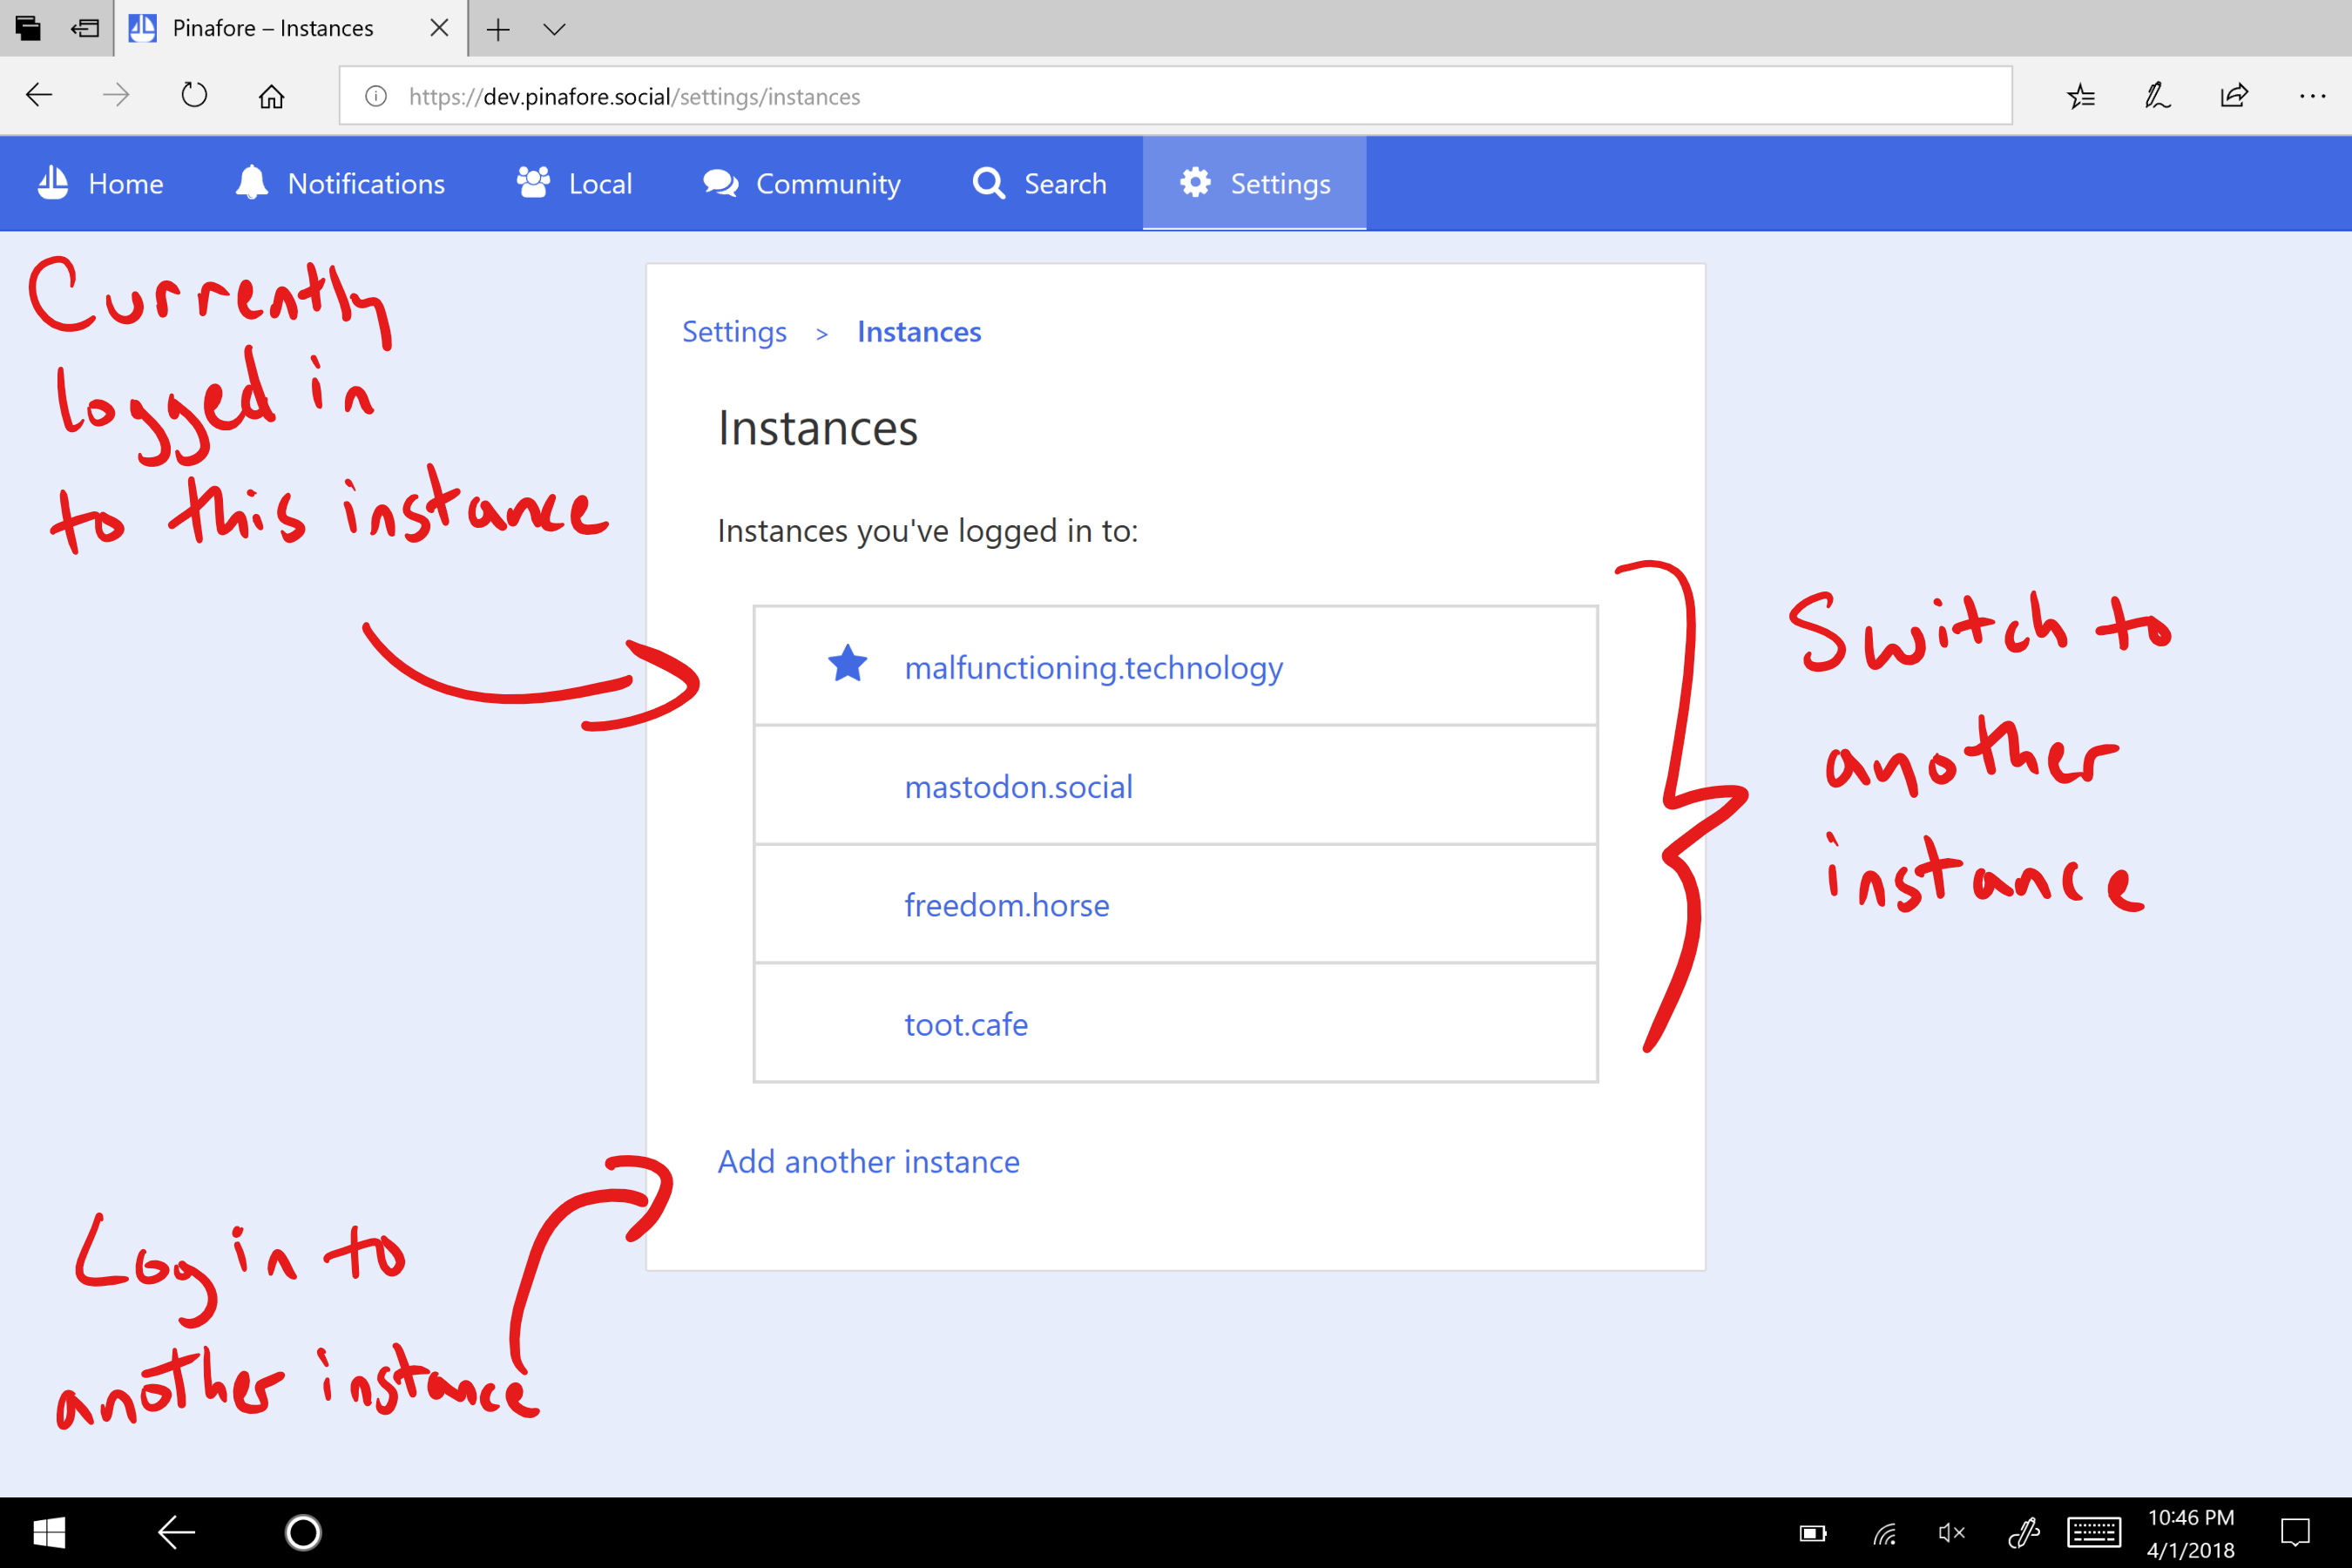 Pinafore – Instances
https://dev.pinafore.social/settings/instances
Home Notifications Local Community Search Settings
Currently
logged in
to this instance
Settings > Instances
Instances
Instances you've logged in to:
malfunctioning.technology
mastodon.social
freedom.horse
toot.cafe
Switch to
another
instance
Add another instance
Log in to
another instance
10:46 PM
4/1/2018